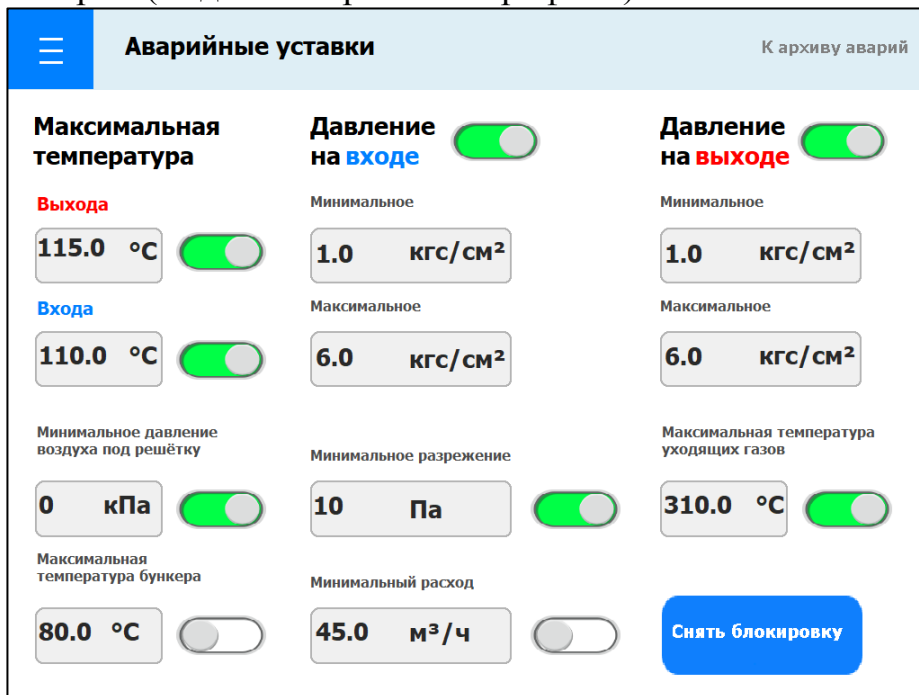 Аварийные уставки
К архиву аварий
Максимальная
температура
Выхода
115.0 °C
Входа
110.0 °C
Давление
на входе
Минимальное
1.0 кгс/см²
Максимальное
6.0 кгс/см²
Давление
на выходе
Минимальное
1.0 кгс/см²
Максимальное
6.0 кгс/см²
Минимальное давление
воздуха под решётку
0 кПа
Минимальное разрежение
10 Па
Максимальная температура
уходящих газов
310.0 °C
Максимальная
температура бункера
80.0 °C
Минимальный расход
45.0 м³/ч
Снять блокировку